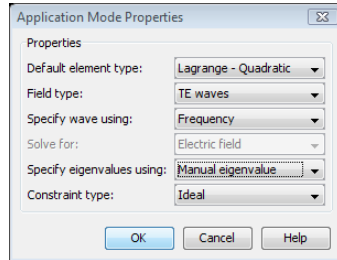 Application Mode Properties
Properties
Default element type: Lagrange - Quadratic
Field type: TE waves
Specify wave using: Frequency
Solve for: Electric field
Specify eigenvalues using: Manual eigenvalue
Constraint type: Ideal
OK Cancel Help